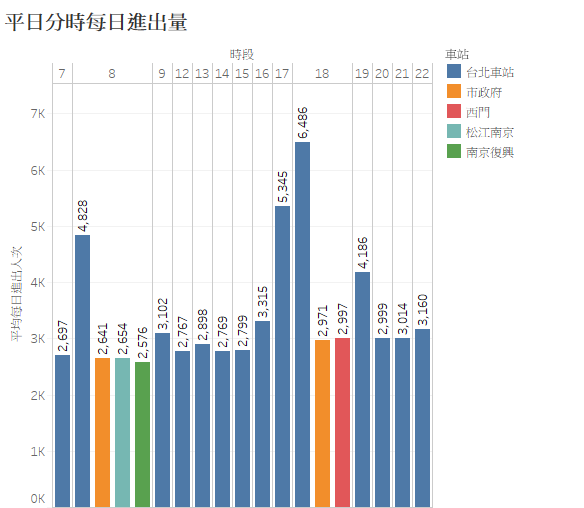 平日分時每日進出量
時段
7 8 9 12 13 14 15 16 17 18 19 20 21 22
車站
台北車站
市政府
西門
松江南京
南京復興
平均每日進出人次
7K
6K
5K
4K
3K
2K
1K
0K
2,697
4,828
2,641
2,654
2,576
3,102
2,767
2,898
2,769
2,799
3,315
5,345
6,486
2,971
2,997
4,186
2,999
3,014
3,160